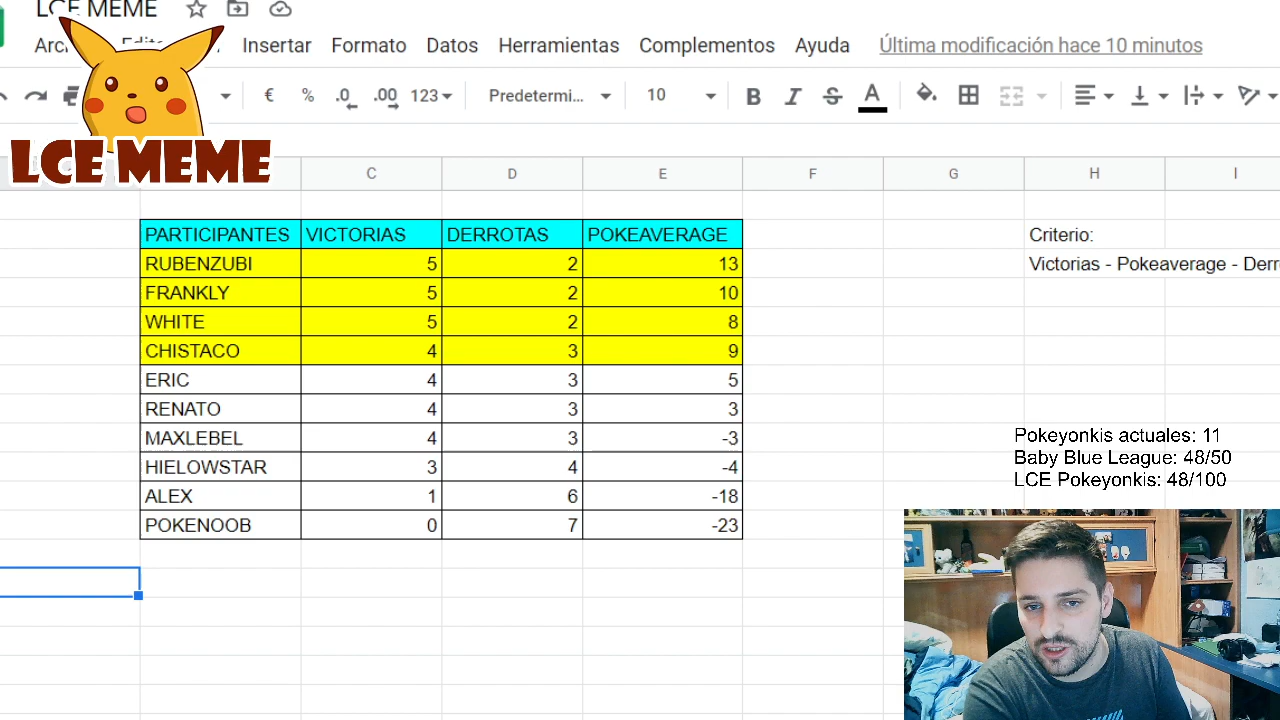 LCE MEME
Insertar Formato Datos Herramientas Complementos Ayuda Última modificación hace 10 minutos
€ % .0 .00 123 Predetermi... 10 B I S A
LCE MEME
C D E F G H I
PARTICIPANTES VICTORIAS DERROTAS POKEAVERAGE Criterio:
RUBENZUBI 5 2 13 Victorias - Pokeaverage - Derr
FRANKLY 5 2 10
WHITE 5 2 8
CHISTACO 4 3 9
ERIC 4 3 5
RENATO 4 3 3
MAXLEBEL 4 3 -3
HIELOWSTAR 3 4 -4
ALEX 1 6 -18
POKENOOB 0 7 -23
Pokeyonkis actuales: 11
Baby Blue League: 48/50
LCE Pokeyonkis: 48/100